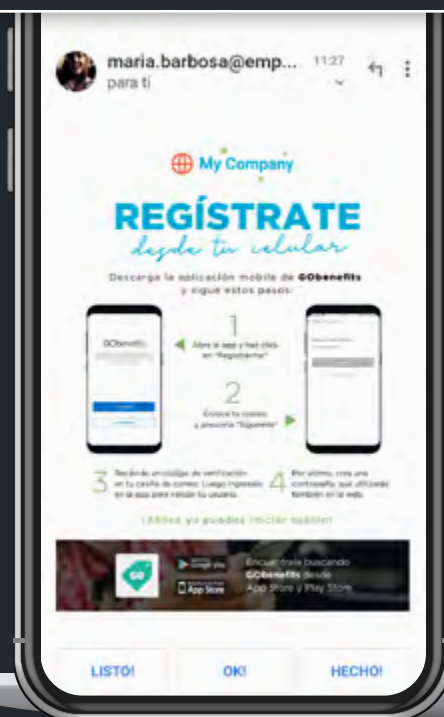 maria.barbosa@emp...
11:27
para ti
My Company
REGÍSTRATE
desde tu celular
Descarga la aplicación mobile de GObenefits
y sigue estos pasos:
GObenefits
1
Abre la app y haz click
en "Registrarme"
2
Coloca tu correo
y presiona "Siguiente"
3
Recibirás un código de verificación
en tu casilla de correo. Luego ingrésalo
en la app para validar tu usuario.
4
Por último, crea una
contraseña, que utilizarás
también en la web.
¡Ahora ya puedes iniciar sesión!
GO
Google play
App Store
Encuéntrala buscando
GObenefits desde
App Store y Play Store
LISTO!
OK!
HECHO!